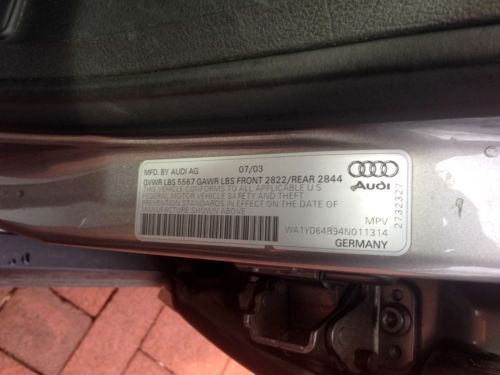 MFD. BY AUDI AG 07/03
GVWR LBS 5567 GAWR LBS FRONT 2822/REAR 2844
THIS VEHICLE CONFORMS TO ALL APPLICABLE U S
FEDERAL MOTOR VEHICLE SAFETY AND THEFT
PREVENTION STANDARDS IN EFFECT ON THE DATE OF
MANUFACTURE SHOWN ABOVE
Audi
2732327
MPV
WA1YD64B94N011314
GERMANY